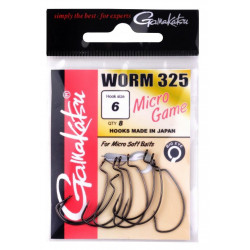 simply the best · for experts
Gamakatsu
WORM 325
Hook size
6
QTY 8
Micro Game
HOOKS MADE IN JAPAN
For Micro Soft Baits
Gamakatsu